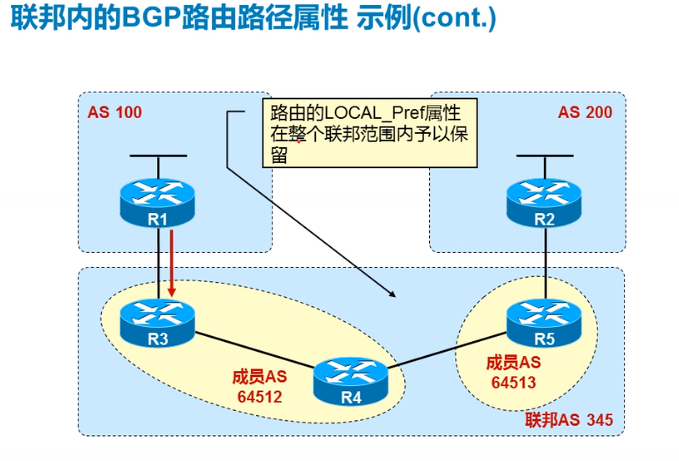 联邦内的BGP路由路径属性 示例(cont.)
AS 100
路由的LOCAL_Pref属性
在整个联邦范围内予以保
留
AS 200
R1
R2
R3
R5
成员AS
64512
R4
成员AS
64513
联邦AS 345